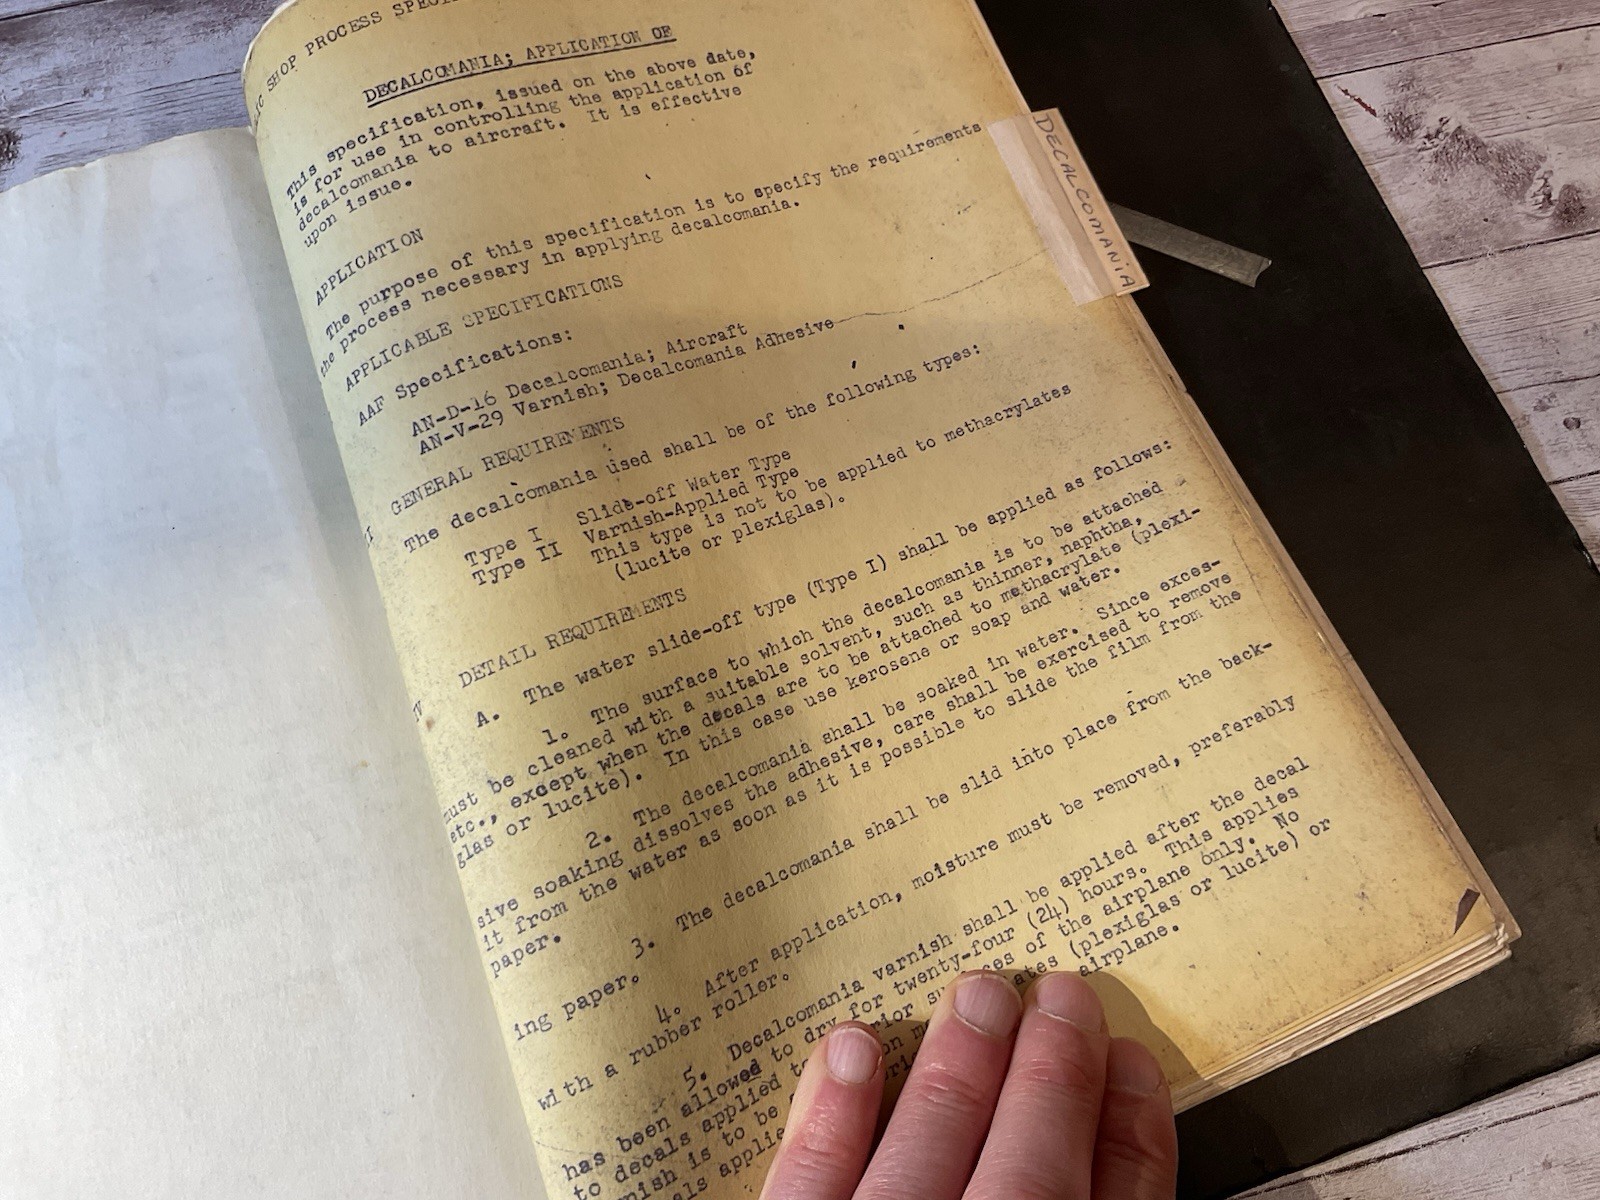 SHOP PROCESS
DECALCOMANIA; APPLICATION OF
This specification, issued on the above date,
is for use in controlling the application of
decalcomania to aircraft. It is effective
upon issue.
APPLICATION
The purpose of this specification is to specify the requirements
the process necessary in applying decalcomania.
APPLICABLE SPECIFICATIONS
AAF Specifications:
AN-D-16 Decalcomania; Aircraft
AN-V-29 Varnish; Decalcomania Adhesive
GENERAL REQUIREMENTS
The decalcomania used shall be of the following types:
Type I Slide-off Water Type
Type II Varnish-Applied Type
This type is not to be applied to methacrylates
(lucite or plexiglas).
IV DETAIL REQUIREMENTS
A. The water slide-off type (Type I) shall be applied as follows:
1. The surface to which the decalcomania is to be attached
must be cleaned with a suitable solvent, such as thinner, naphtha,
etc., except when the decals are to be attached to methacrylate (plexi-
glas or lucite). In this case use kerosene or soap and water.
2. The decalcomania shall be soaked in water. Since exces-
sive soaking dissolves the adhesive, care shall be exercised to remove
it from the water as soon as it is possible to slide the film from the
paper.
3. The decalcomania shall be slid into place from the back-
ing paper.
4. After application, moisture must be removed, preferably
with a rubber roller.
5. Decalcomania varnish shall be applied after the decal
has been allowed to dry for twenty-four (24) hours. This applies
to decals applied of the airplane only. No
is to be (plexiglas or lucite) or
airplane.
DECALCOMANIA